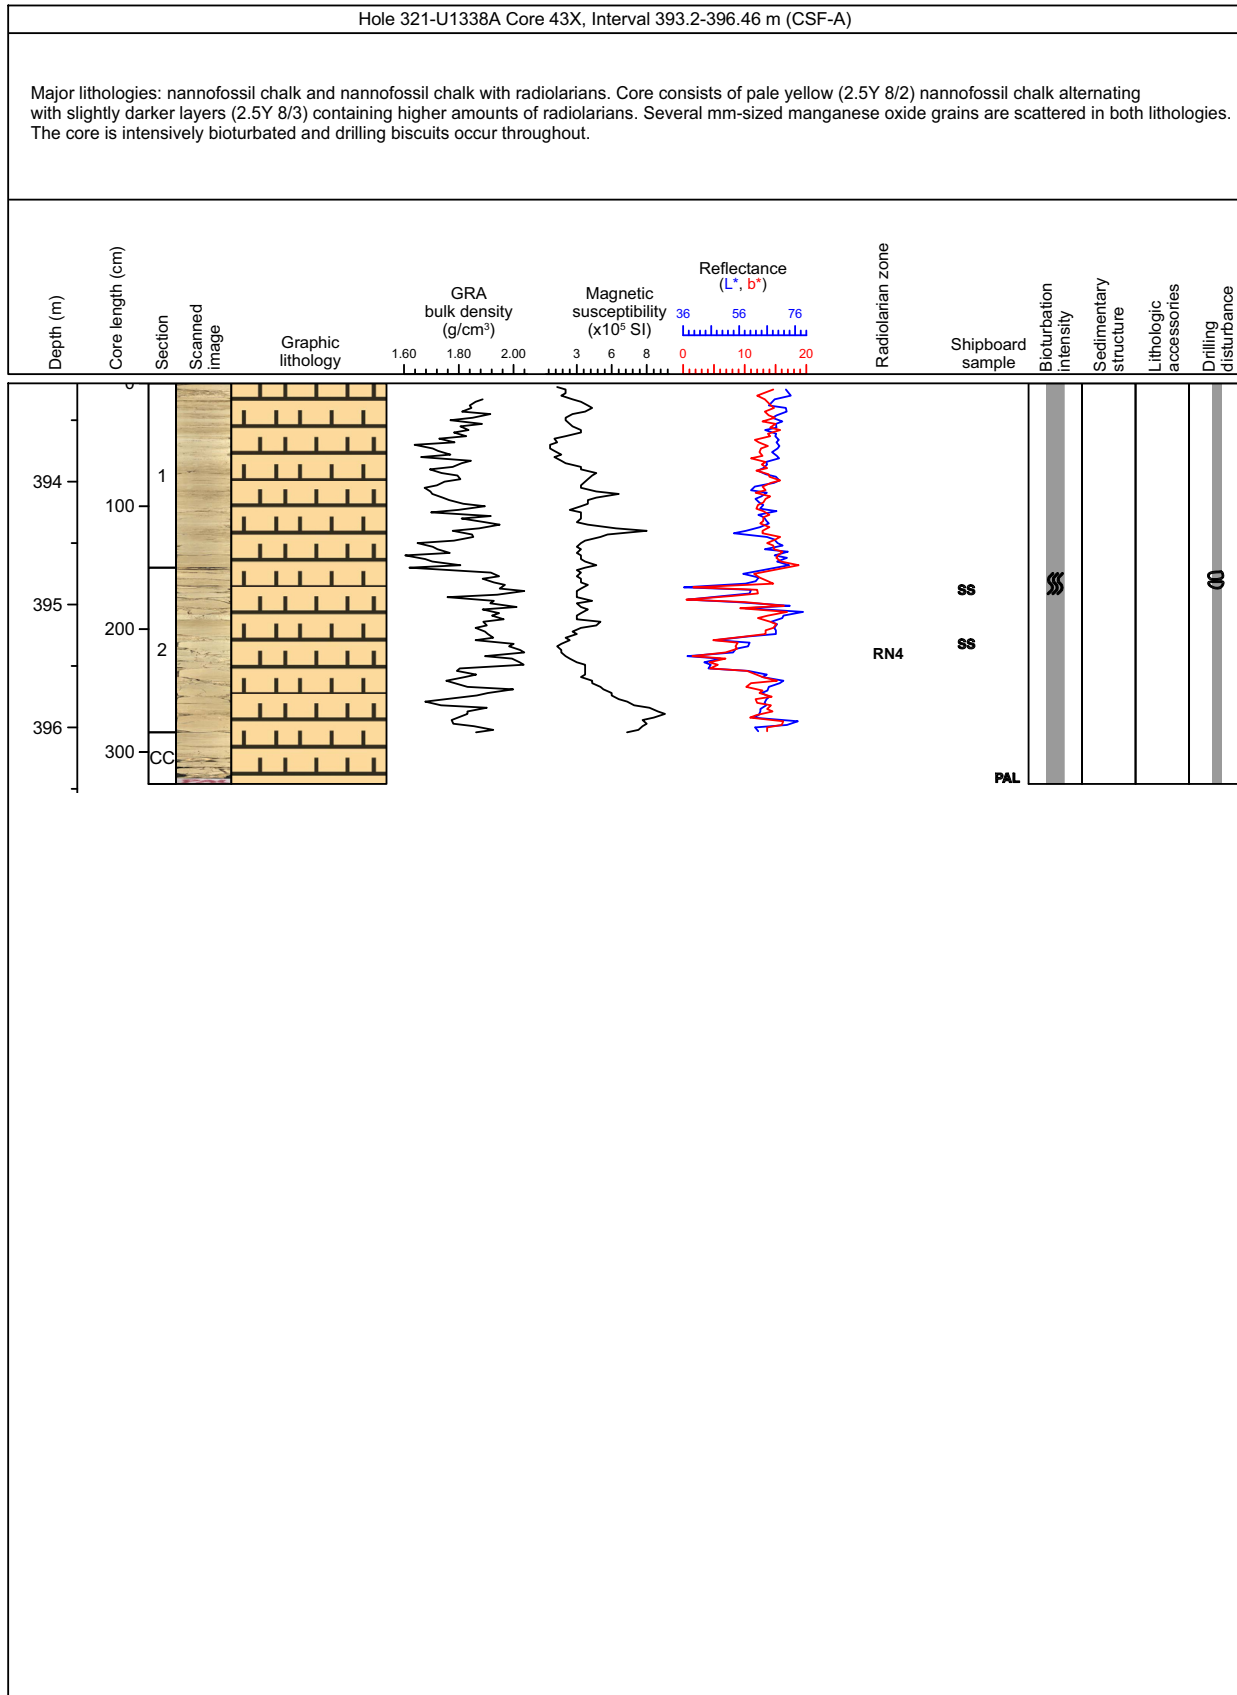 Hole 321-U1338A Core 43X, Interval 393.2-396.46 m (CSF-A)
Major lithologies: nannofossil chalk and nannofossil chalk with radiolarians. Core consists of pale yellow (2.5Y 8/2) nannofossil chalk alternating
with slightly darker layers (2.5Y 8/3) containing higher amounts of radiolarians. Several mm-sized manganese oxide grains are scattered in both lithologies.
The core is intensively bioturbated and drilling biscuits occur throughout.
Depth (m)
Core length (cm)
Section
Scanned
image
Graphic
lithology
GRA
bulk density
(g/cm³)
1.60 1.80 2.00
Magnetic
susceptibility
(x10⁵ SI)
3 6 8
Reflectance
(L*, b*)
36 56 76
0 10 20
Radiolarian zone
Shipboard
sample
Bioturbation
intensity
Sedimentary
structure
Lithologic
accessories
Drilling
disturbance
0
1
394
100
395
SS
200
SS
2
RN4
396
300
CC
PAL